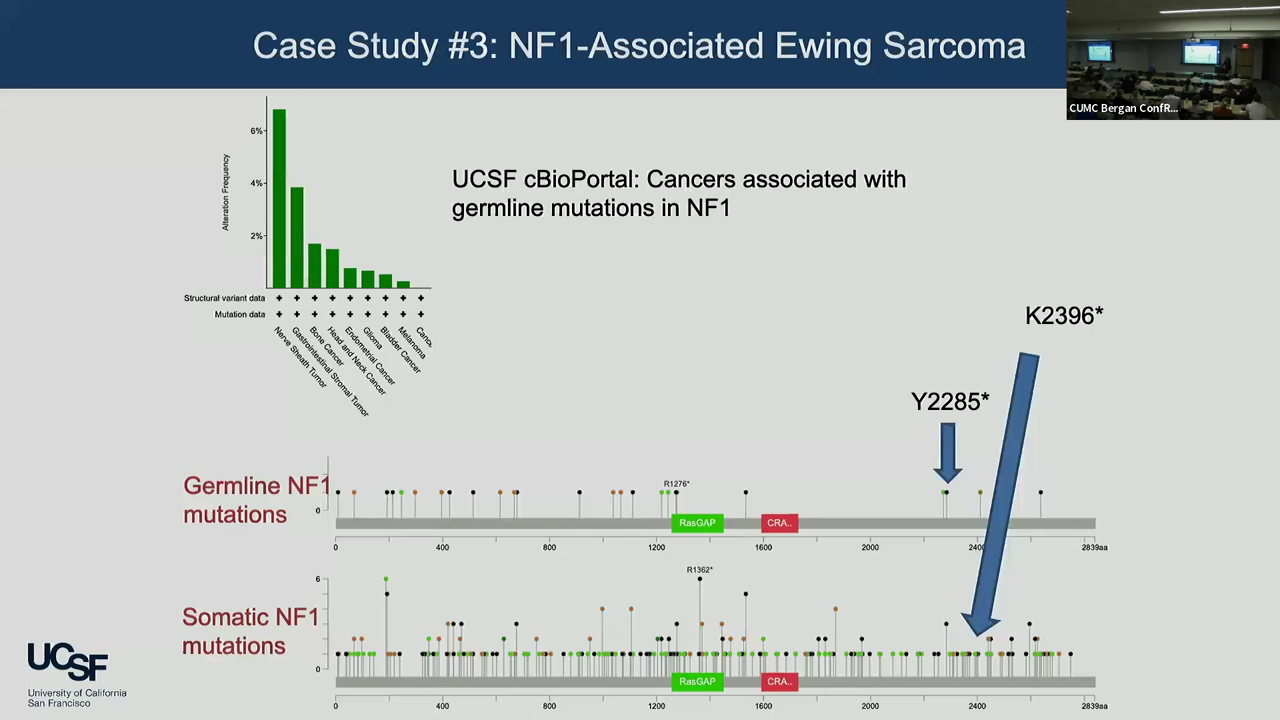 Case Study #3: NF1-Associated Ewing Sarcoma
CUMC Bergan ConfR...
UCSF cBioPortal: Cancers associated with
germline mutations in NF1
Alteration Frequency
6%
4%
2%
Structural variant data
Mutation data
Nerve Sheath Tumor
Gastrointestinal Stromal Tumor
Bone Cancer
Head and Neck Cancer
Endometrial Cancer
Glioma
Bladder Cancer
Melanoma
K2396*
Y2285*
Germline NF1
mutations
R1276*
0
RasGAP
CRA..
0 400 800 1200 1600 2000 2400 2839aa
Somatic NF1
mutations
R1362*
6
0
RasGAP
CRA..
0 400 800 1200 1600 2000 2400 2839aa
UCSF
University of California
San Francisco